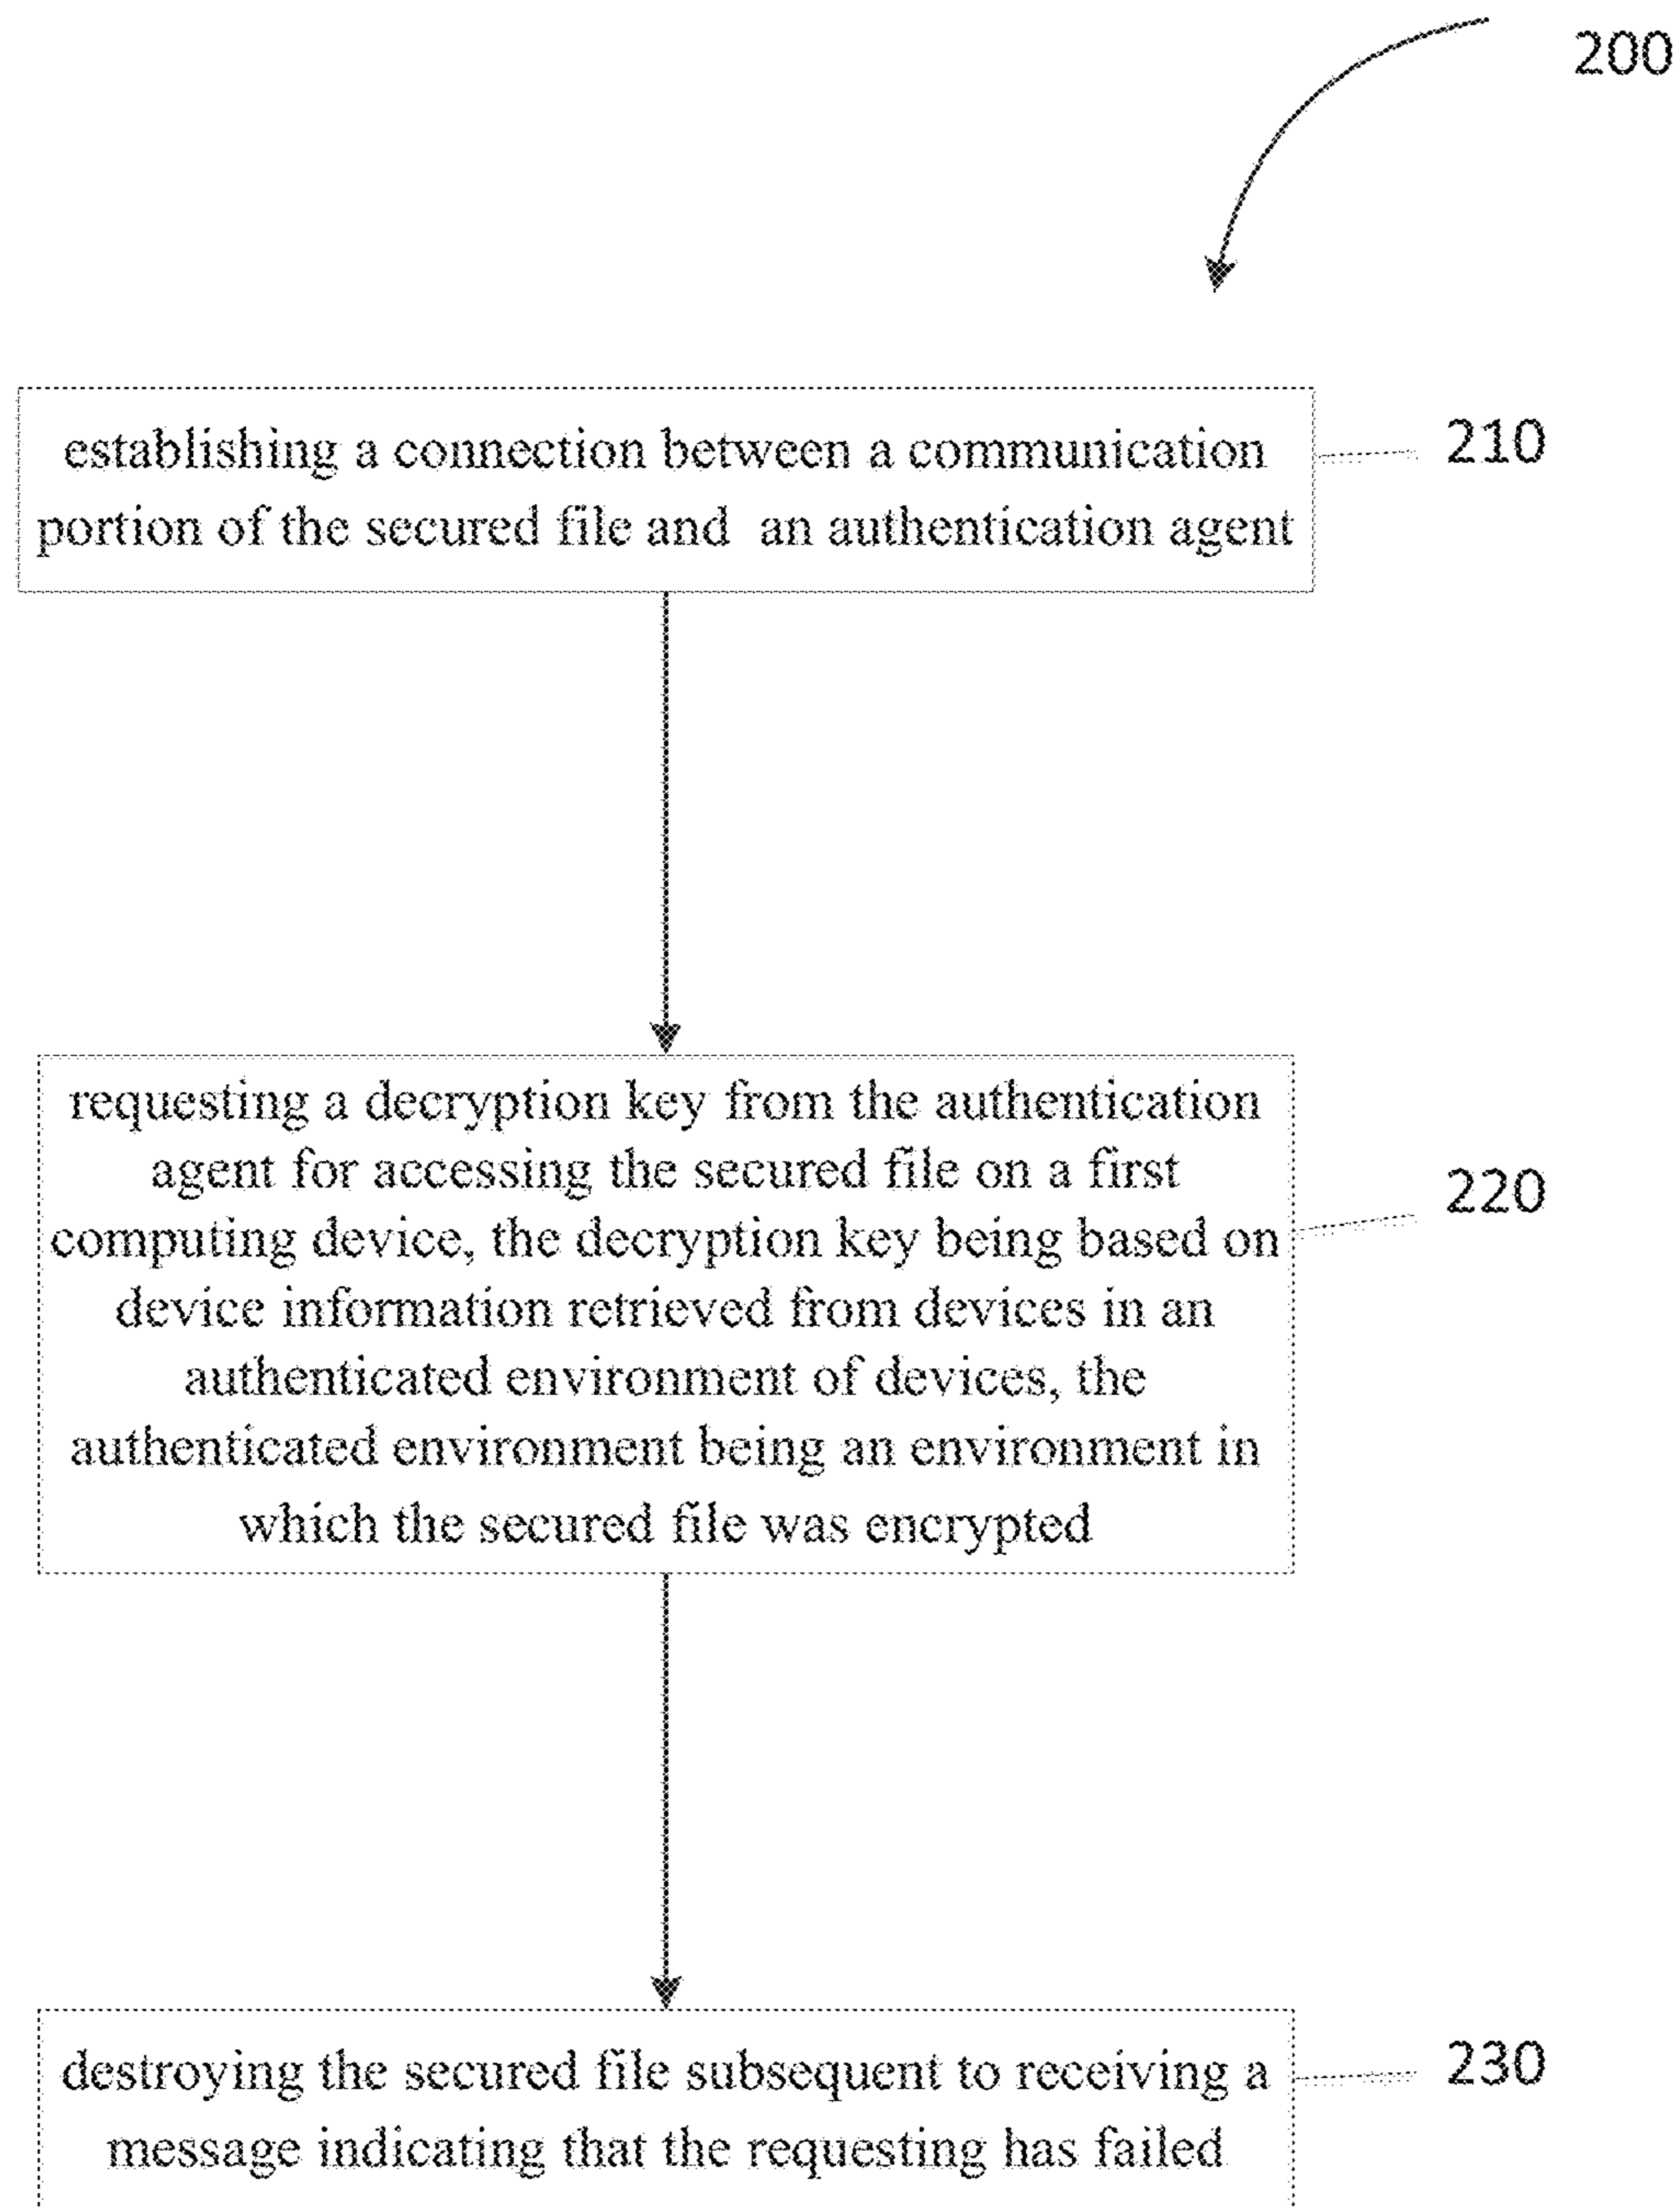 200
establishing a connection between a communication
portion of the secured file and an authentication agent
210
requesting a decryption key from the authentication
agent for accessing the secured file on a first
computing device, the decryption key being based on
device information retrieved from devices in an
authenticated environment of devices, the
authenticated environment being an environment in
which the secured file was encrypted
220
destroying the secured file subsequent to receiving a
message indicating that the requesting has failed
230